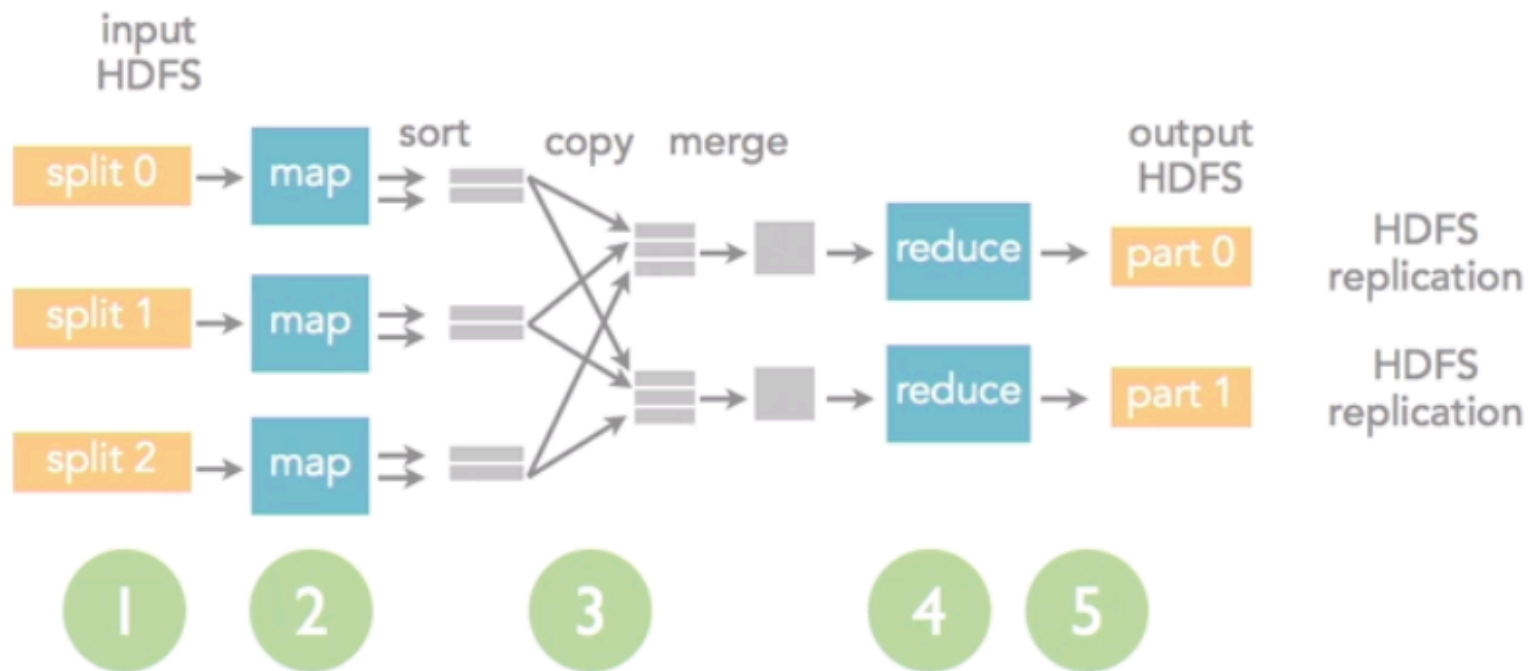 input
HDFS
sort
copy
merge
output
HDFS
split 0
map
reduce
part 0
HDFS
replication
split 1
map
reduce
part 1
HDFS
replication
split 2
map
1
2
3
4
5